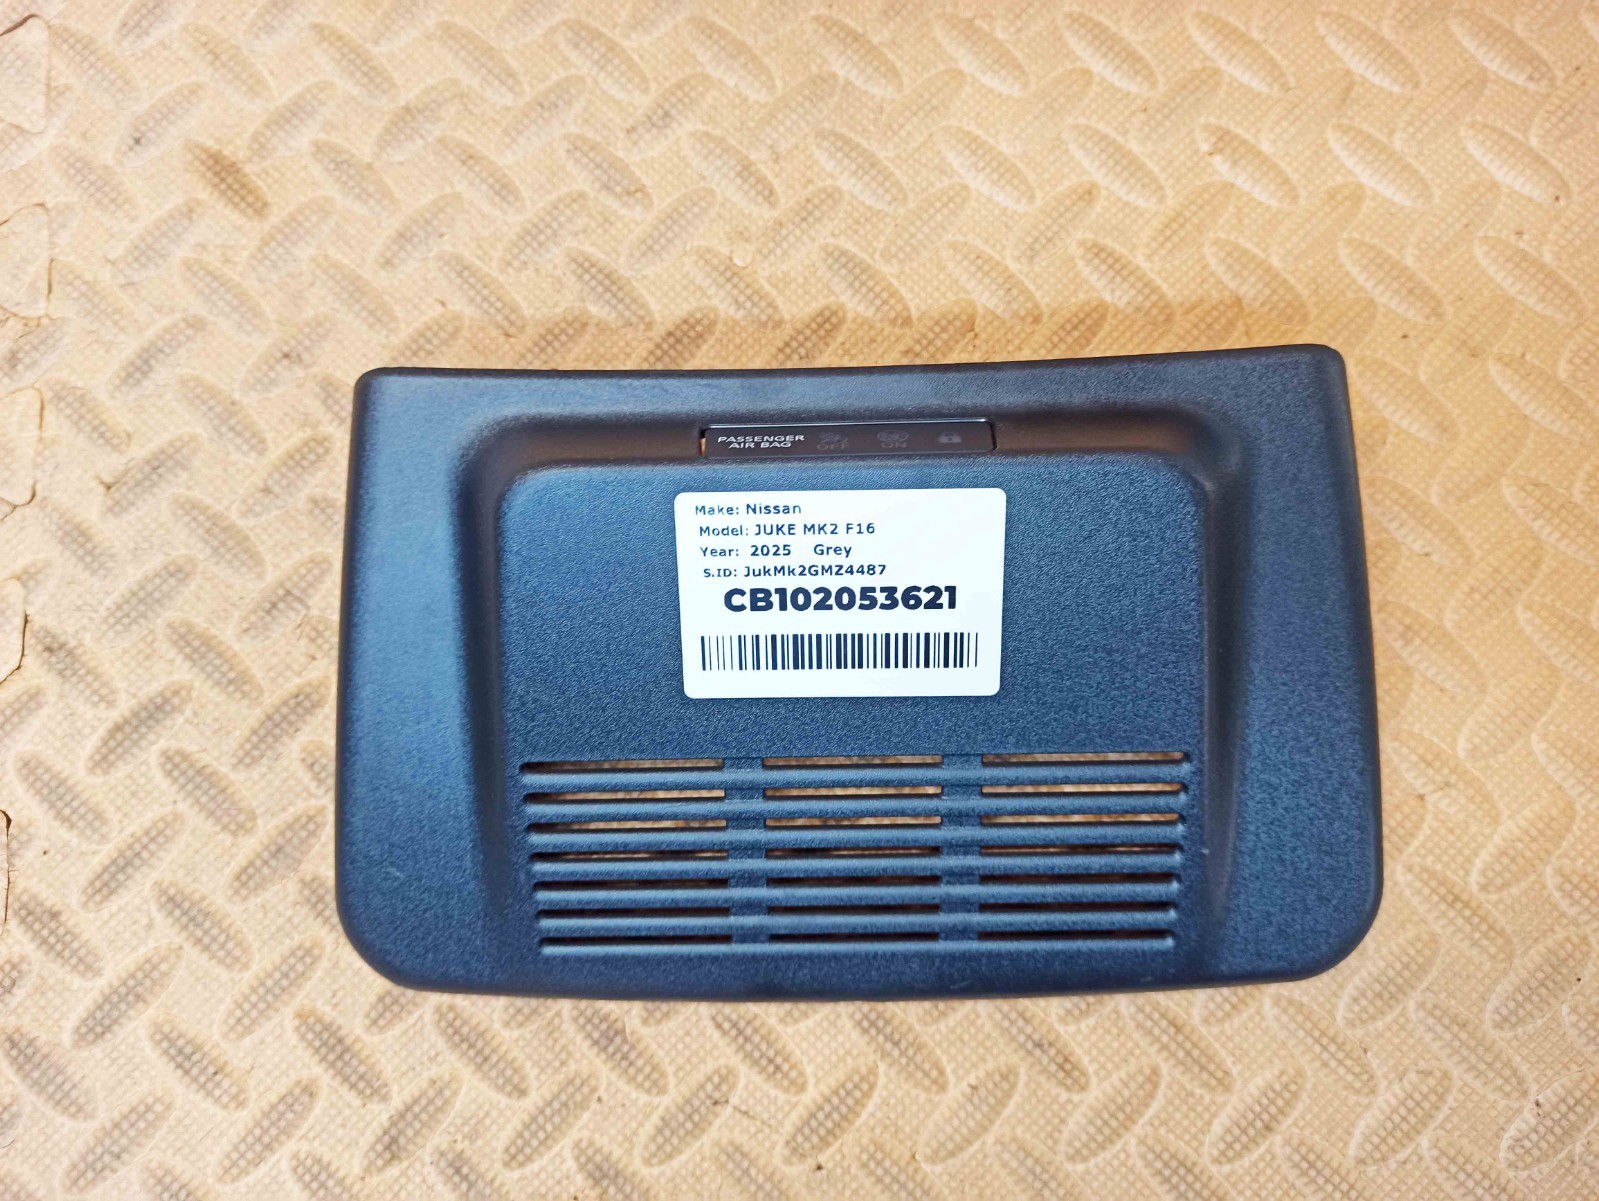 PASSENGER
AIR BAG
OFF
ON
Make: Nissan
Model: JUKE MK2 F16
Year: 2025 Grey
S.ID: JukMk2GMZ4487
CB102053621